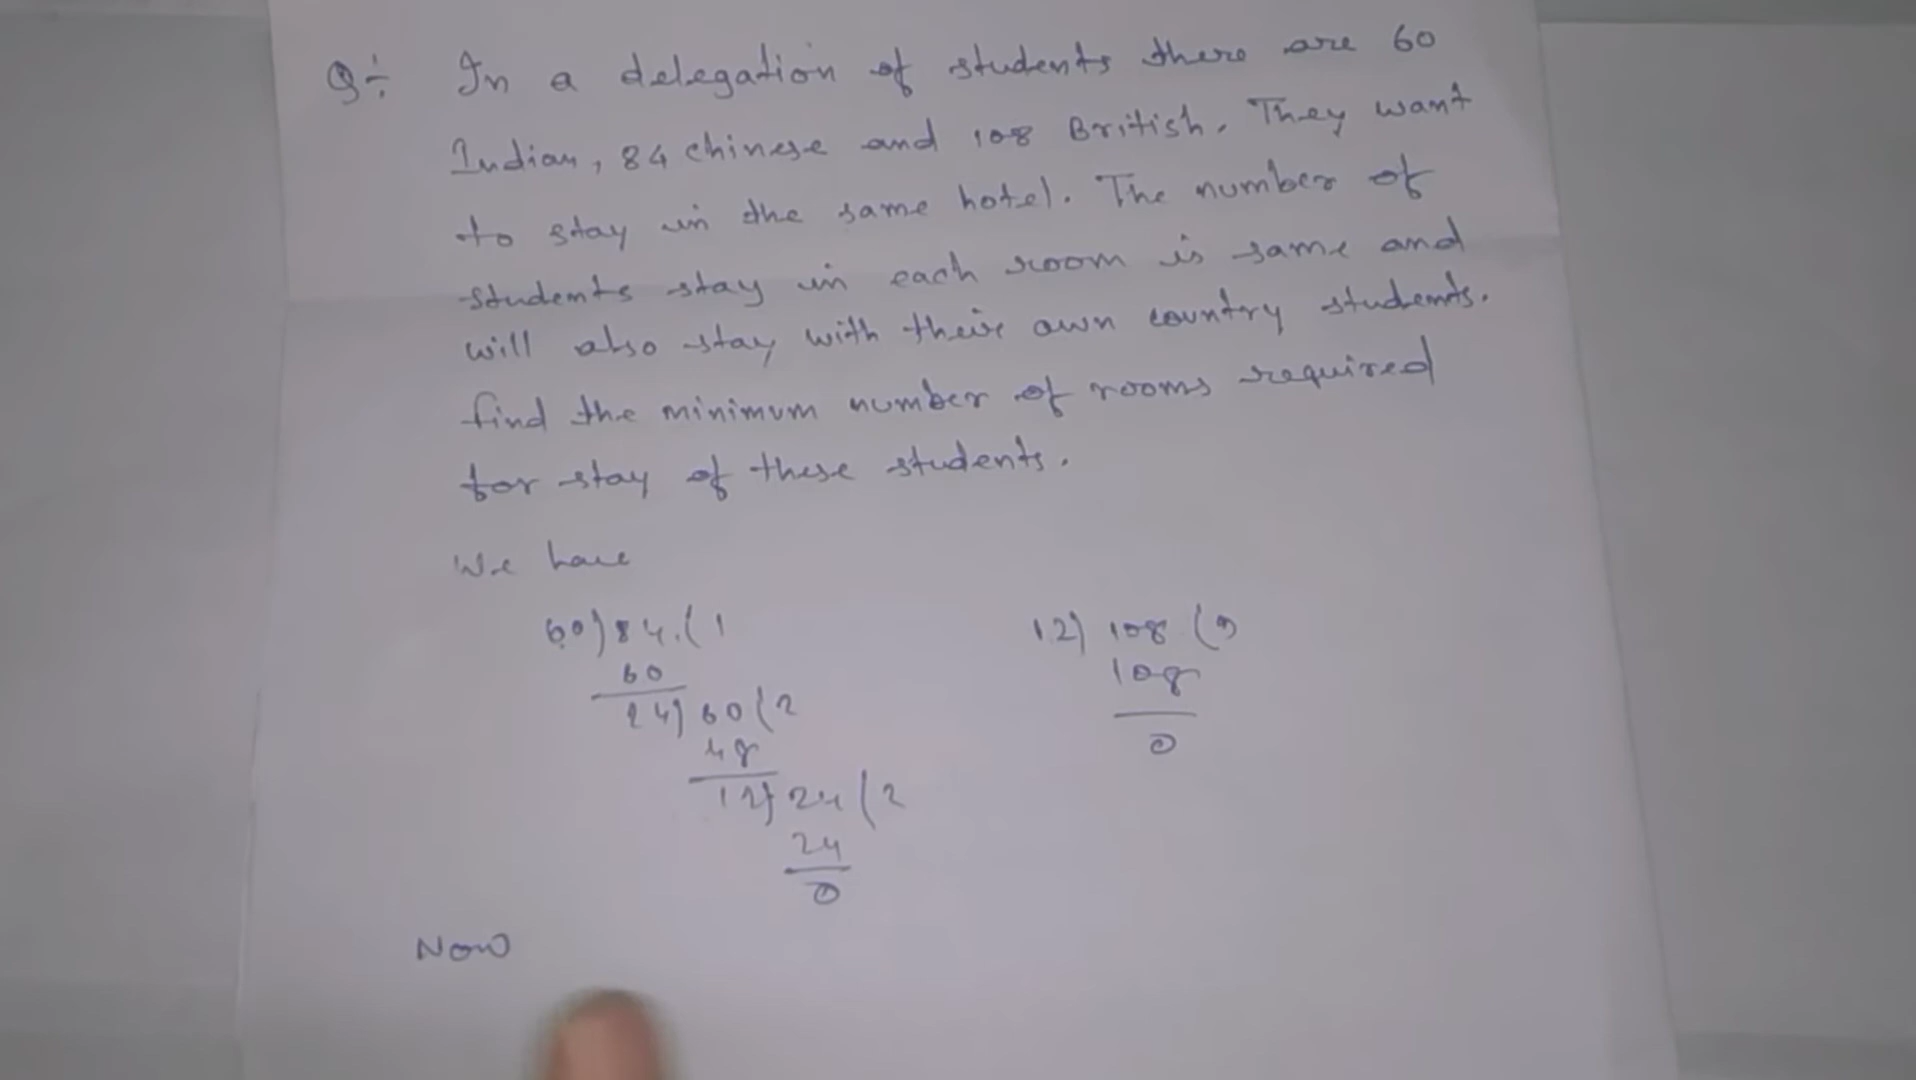 Q÷ In a delegation of students there are 60
Indian, 84 chinese and 108 British. They want
to stay in the same hotel. The number of
students stay in each room is same and
will also stay with their own country students.
find the minimum number of rooms required
for stay of these students.
We have
60)84.(1
60
24)60(2
48
12)24(2
24
0
12)108(9
108
0
Now